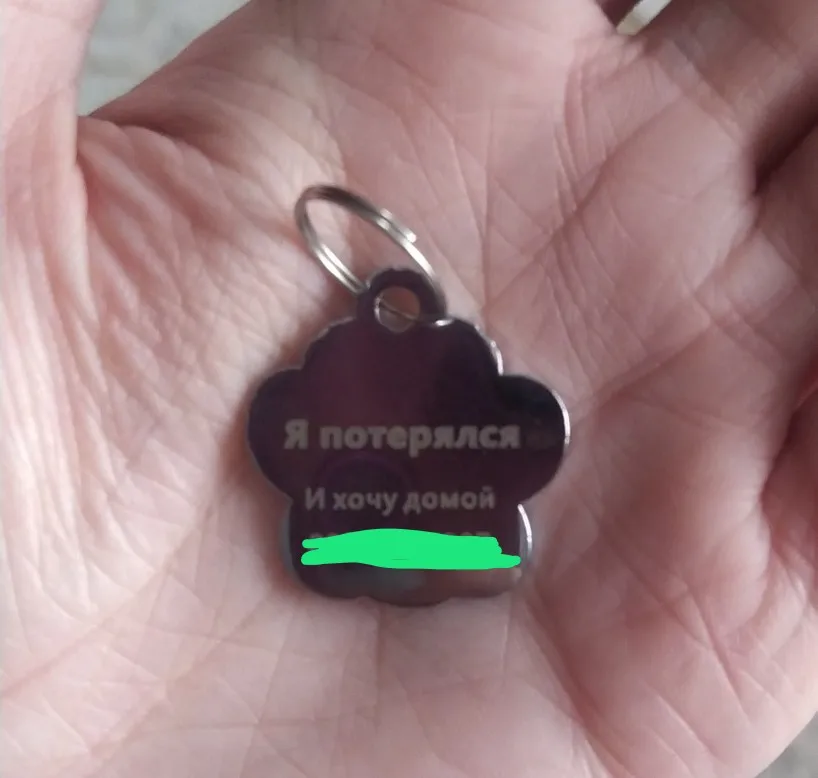 Я потерялся
И хочу домой